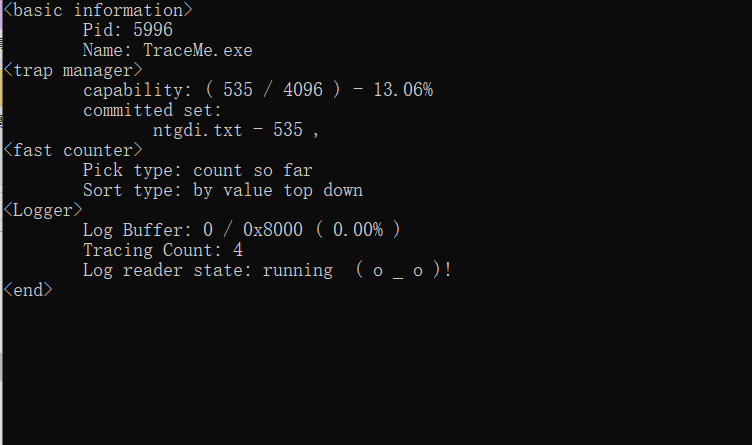 <basic information>
Pid: 5996
Name: TraceMe.exe
<trap manager>
capability: ( 535 / 4096 ) - 13.06%
committed set:
ntgdi.txt - 535 ,
<fast counter>
Pick type: count so far
Sort type: by value top down
<Logger>
Log Buffer: 0 / 0x8000 ( 0.00% )
Tracing Count: 4
Log reader state: running  ( o _ o )!
<end>